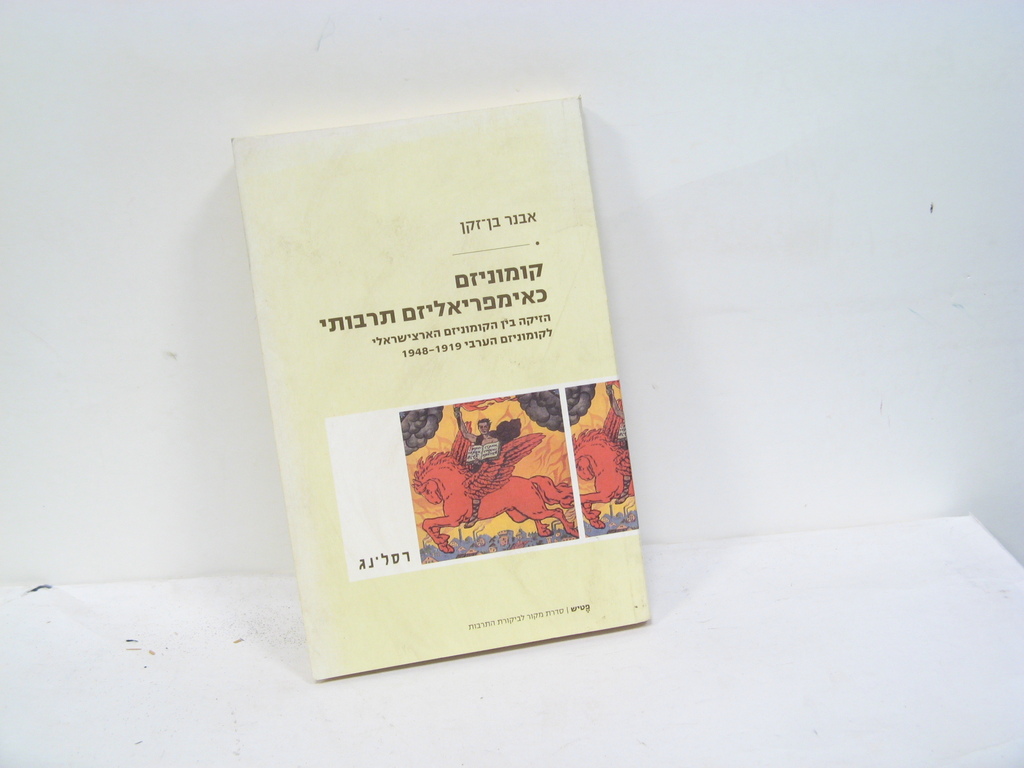 אבנר בן־זקן
קומוניזם
כאימפריאליזם תרבותי
הזיקה בין הקומוניזם הארצישראלי
לקומוניזם הערבי 1919–1948
רסלינג
פטיש | סדרת מקור לביקורת התרבות